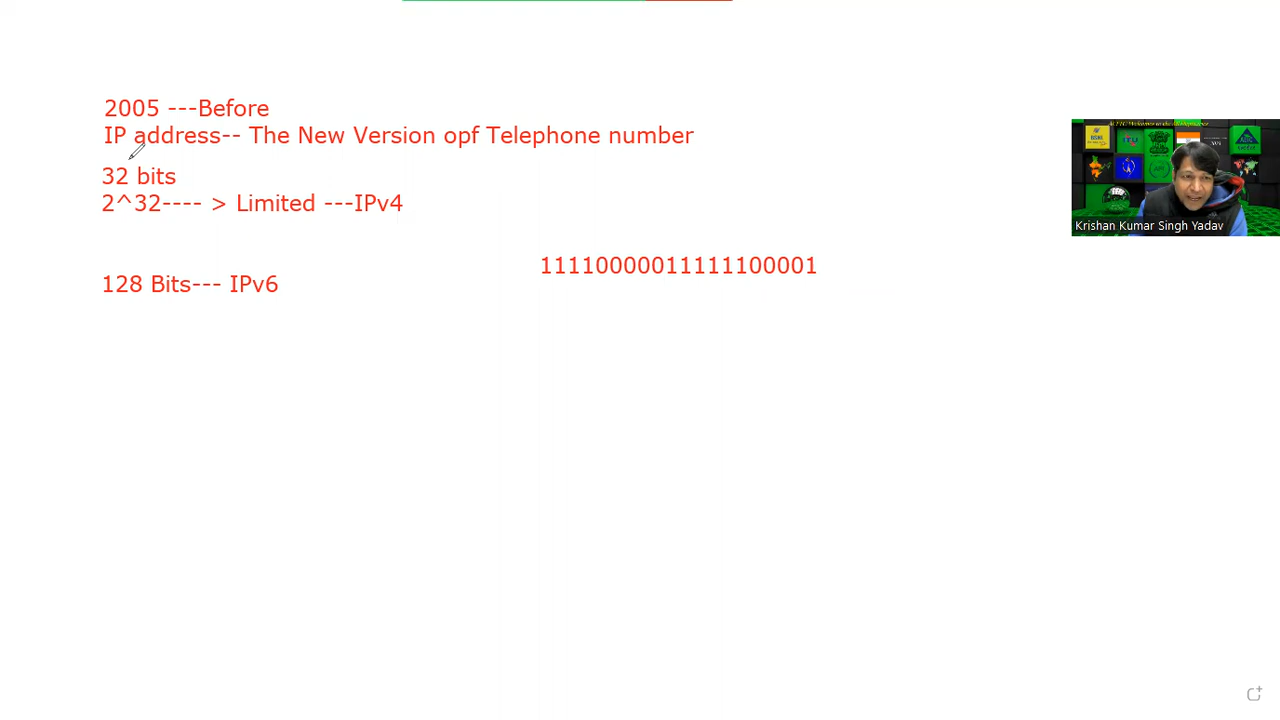 2005 ---Before
IP address-- The New Version opf Telephone number
32 bits
2^32---- > Limited ---IPv4
11110000011111100001
128 Bits--- IPv6
Krishan Kumar Singh Yadav